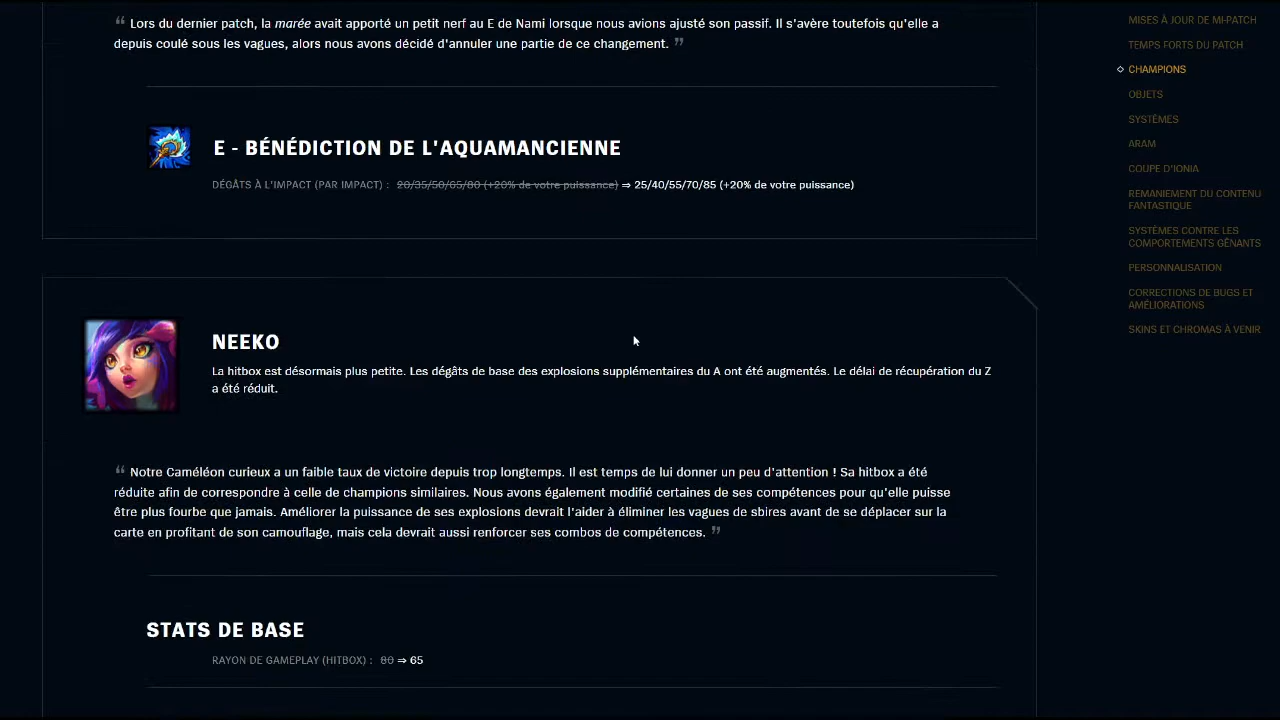 “ Lors du dernier patch, la marée avait apporté un petit nerf au E de Nami lorsque nous avions ajusté son passif. Il s'avère toutefois qu'elle a
depuis coulé sous les vagues, alors nous avons décidé d'annuler une partie de ce changement. ”
E - BÉNÉDICTION DE L'AQUAMANCIENNE
DÉGÂTS À L'IMPACT (PAR IMPACT) : 20/35/50/65/80 (+20% de votre puissance) ⇒ 25/40/55/70/85 (+20% de votre puissance)
NEEKO
La hitbox est désormais plus petite. Les dégâts de base des explosions supplémentaires du A ont été augmentés. Le délai de récupération du Z
a été réduit.
“ Notre Caméléon curieux a un faible taux de victoire depuis trop longtemps. Il est temps de lui donner un peu d'attention ! Sa hitbox a été
réduite afin de correspondre à celle de champions similaires. Nous avons également modifié certaines de ses compétences pour qu'elle puisse
être plus fourbe que jamais. Améliorer la puissance de ses explosions devrait l'aider à éliminer les vagues de sbires avant de se déplacer sur la
carte en profitant de son camouflage, mais cela devrait aussi renforcer ses combos de compétences. ”
STATS DE BASE
RAYON DE GAMEPLAY (HITBOX) : 80 ⇒ 65
MISES À JOUR DE MI-PATCH
TEMPS FORTS DU PATCH
CHAMPIONS
OBJETS
SYSTÈMES
ARAM
COUPE D'IONIA
REMANIEMENT DU CONTENU
FANTASTIQUE
SYSTÈMES CONTRE LES
COMPORTEMENTS GÊNANTS
PERSONNALISATION
CORRECTIONS DE BUGS ET
AMÉLIORATIONS
SKINS ET CHROMAS À VENIR